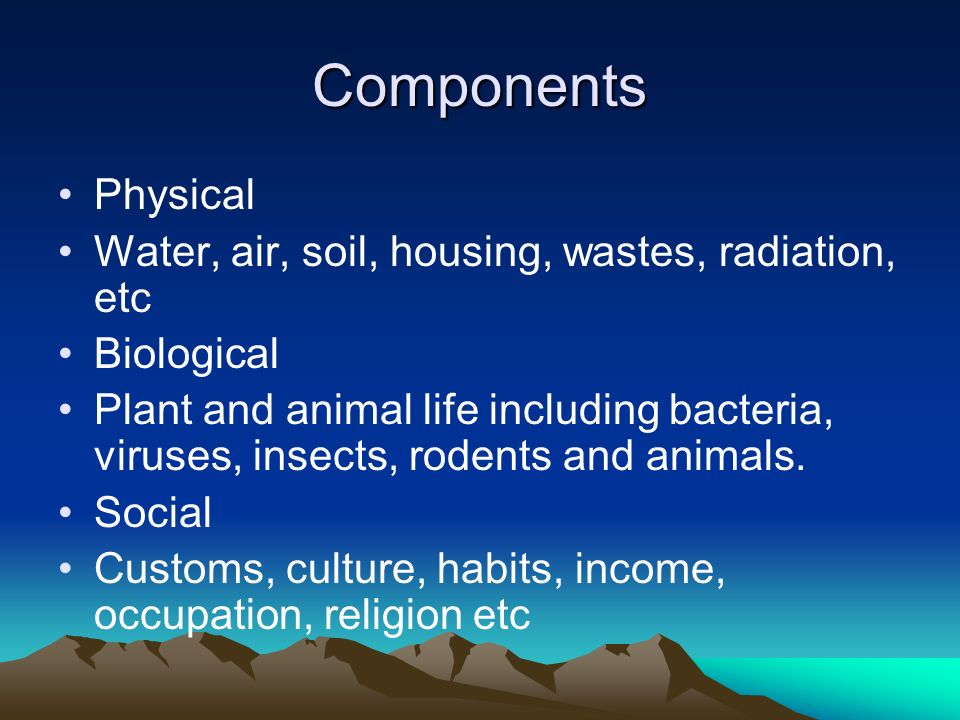 Components
• Physical
• Water, air, soil, housing, wastes, radiation,
etc
• Biological
• Plant and animal life including bacteria,
viruses, insects, rodents and animals.
• Social
• Customs, culture, habits, income,
occupation, religion etc